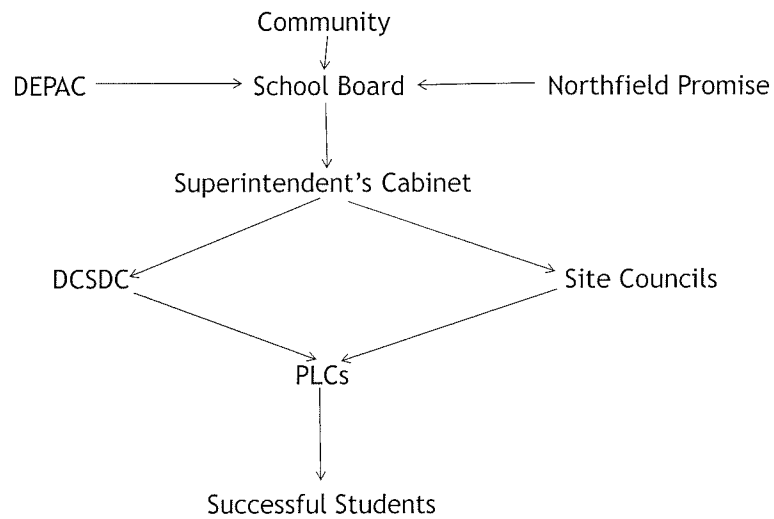 Community
DEPAC
School Board
Northfield Promise
Superintendent's Cabinet
DCSDC
Site Councils
PLCs
Successful Students